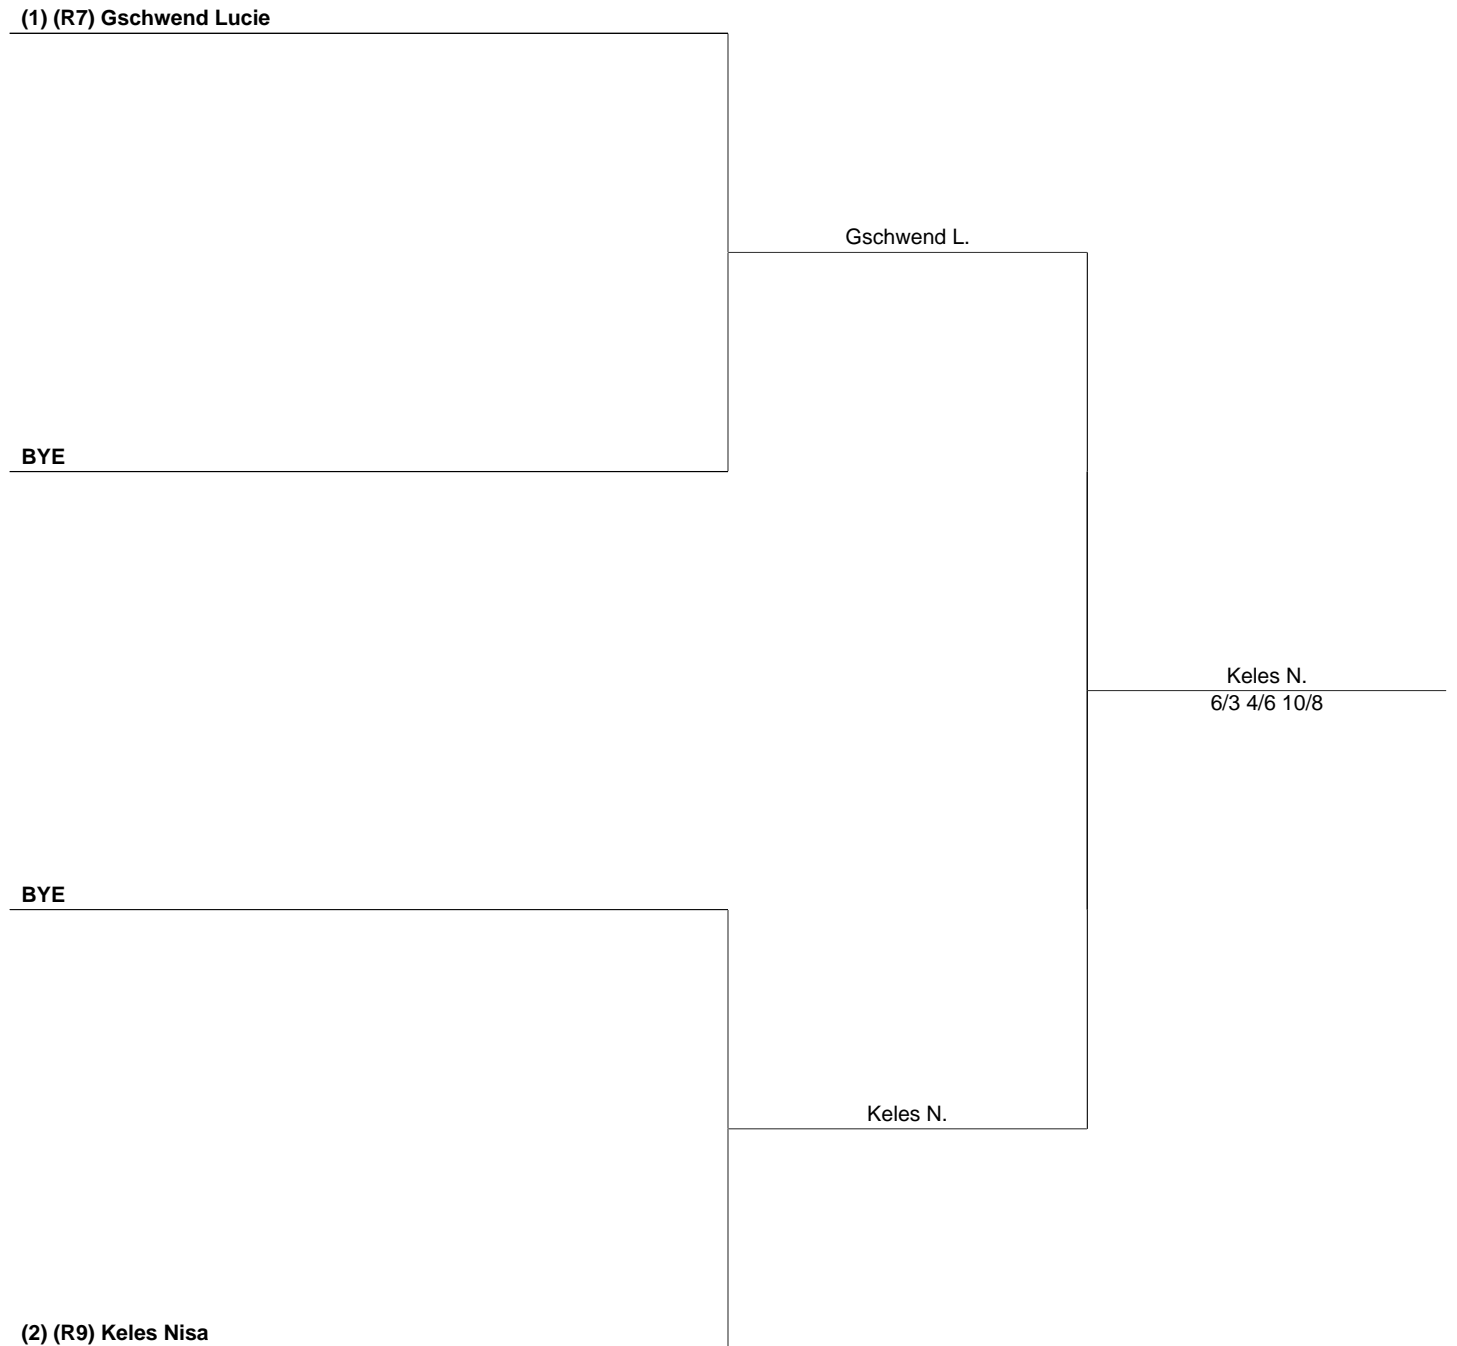 (1) (R7) Gschwend Lucie
Gschwend L.
BYE
Keles N.
6/3 4/6 10/8
BYE
Keles N.
(2) (R9) Keles Nisa